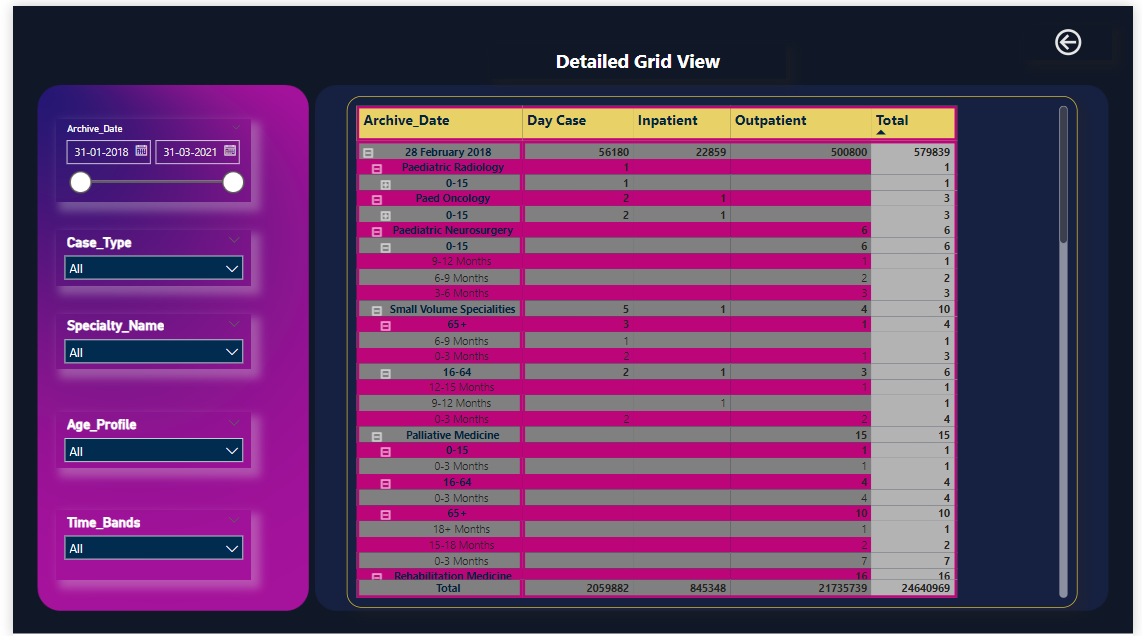 Detailed Grid View
Archive_Date
31-01-2018 31-03-2021
Case_Type
All
Specialty_Name
All
Age_Profile
All
Time_Bands
All
Archive_Date Day Case Inpatient Outpatient Total
28 February 2018 56180 22859 500800 579839
Paediatric Radiology 1 1
0-15 1 1
Paed Oncology 2 1 3
0-15 2 1 3
Paediatric Neurosurgery 6 6
0-15 6 6
9-12 Months 1 1
6-9 Months 2 2
3-6 Months 3 3
Small Volume Specialities 5 1 4 10
65+ 3 1 4
6-9 Months 1 1
0-3 Months 2 1 3
16-64 2 1 3 6
12-15 Months 1 1
9-12 Months 1 1
0-3 Months 2 2 4
Palliative Medicine 15 15
0-15 1 1
0-3 Months 1 1
16-64 4 4
0-3 Months 4 4
65+ 10 10
18+ Months 1 1
15-18 Months 2 2
0-3 Months 7 7
Rehabilitation Medicine 16 16
Total 2059882 845348 21735739 24640969